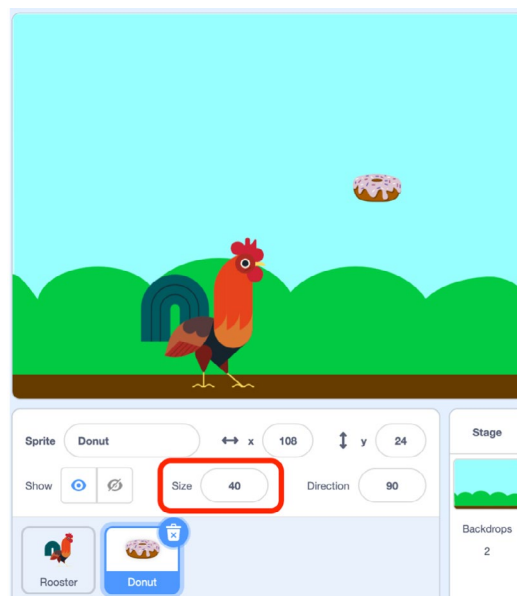 Sprite Donut x 108 y 24 Stage
Show Size 40 Direction 90
Backdrops
2
Rooster Donut